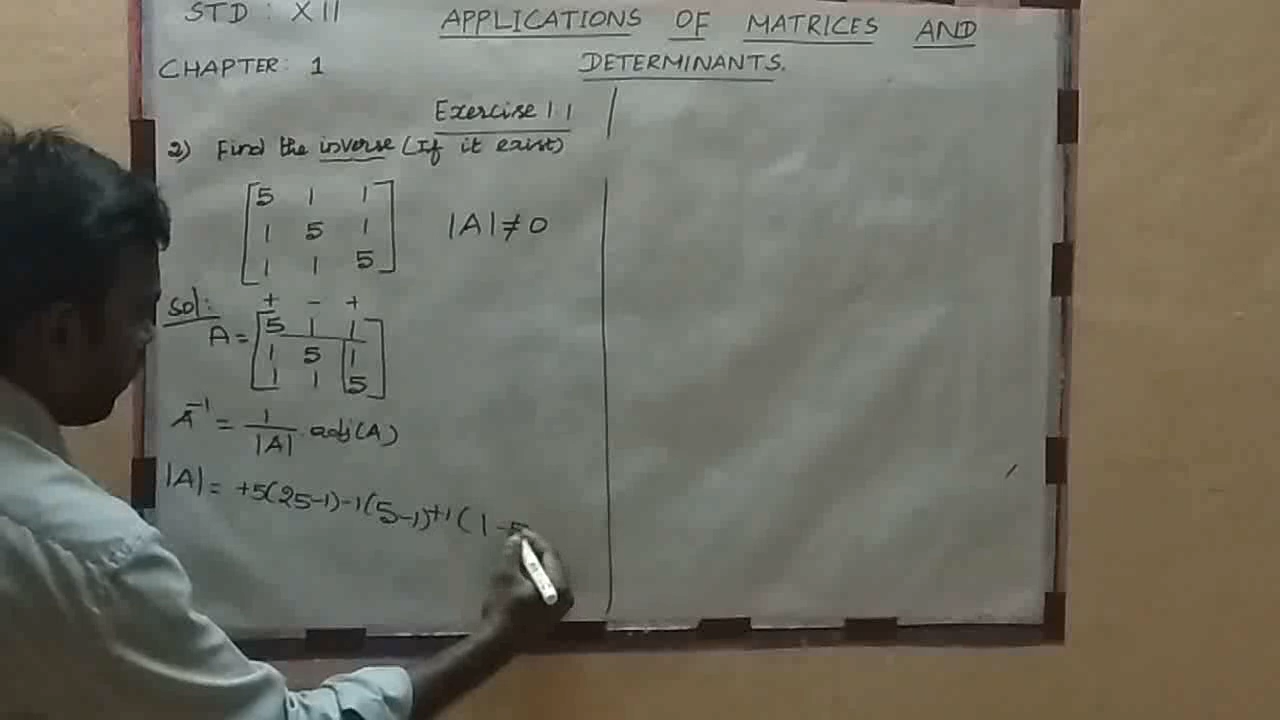 STD : XII
APPLICATIONS OF MATRICES AND
CHAPTER: 1
DETERMINANTS.
Exercise 1.1
2) Find the inverse (If it exist)
[5 1 1
1 5 1
1 1 5]
|A| ≠ 0
Sol:
+ - +
A = [5 1 1
1 5 1
1 1 5]
A⁻¹ = 1/|A| adj(A)
|A| = +5(25-1)-1(5-1)+1(1-5